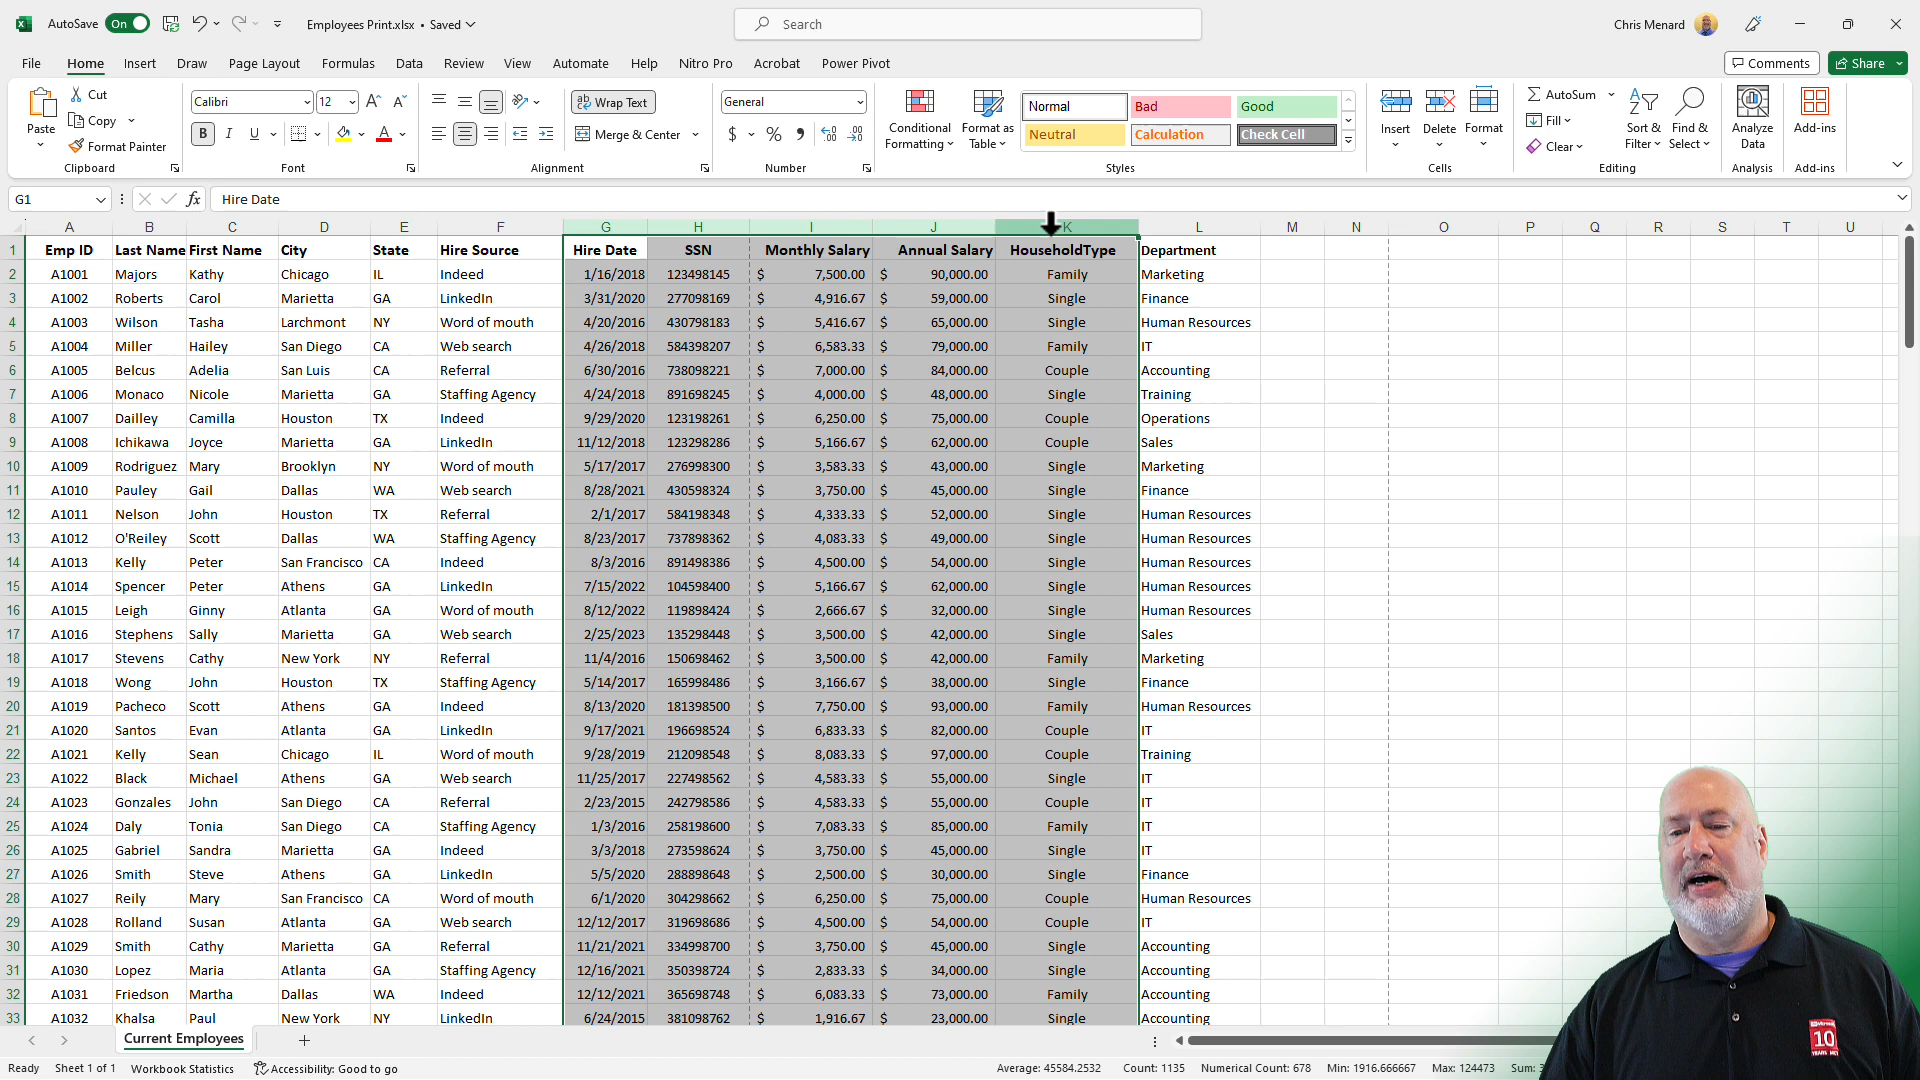 AutoSave On Employees Print.xlsx • Saved Search Chris Menard
File Home Insert Draw Page Layout Formulas Data Review View Automate Help Nitro Pro Acrobat Power Pivot Comments Share
Paste Cut Copy Format Painter Clipboard
Calibri 12 B I U A Font
Wrap Text Merge & Center Alignment
General $ % Number
Conditional Formatting Format as Table Normal Bad Good Neutral Calculation Check Cell Styles
Insert Delete Format Cells
AutoSum Fill Clear Sort & Filter Find & Select Editing
Analyze Data Analysis Add-ins Add-ins
G1 fx Hire Date
A B C D E F G H I J K L M N O P Q R S T U
1 Emp ID Last Name First Name City State Hire Source Hire Date SSN Monthly Salary Annual Salary HouseholdType Department
2 A1001 Majors Kathy Chicago IL Indeed 1/16/2018 123498145 $ 7,500.00 $ 90,000.00 Family Marketing
3 A1002 Roberts Carol Marietta GA LinkedIn 3/31/2020 277098169 $ 4,916.67 $ 59,000.00 Single Finance
4 A1003 Wilson Tasha Larchmont NY Word of mouth 4/20/2016 430798183 $ 5,416.67 $ 65,000.00 Single Human Resources
5 A1004 Miller Hailey San Diego CA Web search 4/26/2018 584398207 $ 6,583.33 $ 79,000.00 Family IT
6 A1005 Belcus Adelia San Luis CA Referral 6/30/2016 738098221 $ 7,000.00 $ 84,000.00 Couple Accounting
7 A1006 Monaco Nicole Marietta GA Staffing Agency 4/24/2018 891698245 $ 4,000.00 $ 48,000.00 Single Training
8 A1007 Dailley Camilla Houston TX Indeed 9/29/2020 123198261 $ 6,250.00 $ 75,000.00 Couple Operations
9 A1008 Ichikawa Joyce Marietta GA LinkedIn 11/12/2018 123298286 $ 5,166.67 $ 62,000.00 Couple Sales
10 A1009 Rodriguez Mary Brooklyn NY Word of mouth 5/17/2017 276998300 $ 3,583.33 $ 43,000.00 Single Marketing
11 A1010 Pauley Gail Dallas WA Web search 8/28/2021 430598324 $ 3,750.00 $ 45,000.00 Single Finance
12 A1011 Nelson John Houston TX Referral 2/1/2017 584198348 $ 4,333.33 $ 52,000.00 Single Human Resources
13 A1012 O'Reiley Scott Dallas WA Staffing Agency 8/23/2017 737898362 $ 4,083.33 $ 49,000.00 Single Human Resources
14 A1013 Kelly Peter San Francisco CA Indeed 8/3/2016 891498386 $ 4,500.00 $ 54,000.00 Single Human Resources
15 A1014 Spencer Peter Athens GA LinkedIn 7/15/2022 104598400 $ 5,166.67 $ 62,000.00 Single Human Resources
16 A1015 Leigh Ginny Atlanta GA Word of mouth 8/12/2022 119898424 $ 2,666.67 $ 32,000.00 Single Human Resources
17 A1016 Stephens Sally Marietta GA Web search 2/25/2023 135298448 $ 3,500.00 $ 42,000.00 Single Sales
18 A1017 Stevens Cathy New York NY Referral 11/4/2016 150698462 $ 3,500.00 $ 42,000.00 Family Marketing
19 A1018 Wong John Houston TX Staffing Agency 5/14/2017 165998486 $ 3,166.67 $ 38,000.00 Single Finance
20 A1019 Pacheco Scott Athens GA Indeed 8/13/2020 181398500 $ 7,750.00 $ 93,000.00 Family Human Resources
21 A1020 Santos Evan Atlanta GA LinkedIn 9/17/2021 196698524 $ 6,833.33 $ 82,000.00 Couple IT
22 A1021 Kelly Sean Chicago IL Word of mouth 9/28/2019 212098548 $ 8,083.33 $ 97,000.00 Couple Training
23 A1022 Black Michael Athens GA Web search 11/25/2017 227498562 $ 4,583.33 $ 55,000.00 Single IT
24 A1023 Gonzales John San Diego CA Referral 2/23/2015 242798586 $ 4,583.33 $ 55,000.00 Couple IT
25 A1024 Daly Tonia San Diego CA Staffing Agency 1/3/2016 258198600 $ 7,083.33 $ 85,000.00 Family IT
26 A1025 Gabriel Sandra Marietta GA Indeed 3/3/2018 273598624 $ 3,750.00 $ 45,000.00 Single IT
27 A1026 Smith Steve Athens GA LinkedIn 5/5/2020 288898648 $ 2,500.00 $ 30,000.00 Single Finance
28 A1027 Reily Mary San Francisco CA Word of mouth 6/1/2020 304298662 $ 6,250.00 $ 75,000.00 Couple Human Resources
29 A1028 Rolland Susan Atlanta GA Web search 12/12/2017 319698686 $ 4,500.00 $ 54,000.00 Couple IT
30 A1029 Smith Cathy Marietta GA Referral 11/21/2021 334998700 $ 3,750.00 $ 45,000.00 Single Accounting
31 A1030 Lopez Maria Atlanta GA Staffing Agency 12/16/2021 350398724 $ 2,833.33 $ 34,000.00 Single Accounting
32 A1031 Friedson Martha Dallas WA Indeed 12/12/2021 365698748 $ 6,083.33 $ 73,000.00 Family Accounting
33 A1032 Khalsa Paul New York NY LinkedIn 6/24/2015 381098762 $ 1,916.67 $ 23,000.00 Single Accounting
Current Employees
Ready Sheet 1 of 1 Workbook Statistics Accessibility: Good to go Average: 45584.2532 Count: 1135 Numerical Count: 678 Min: 1916.666667 Max: 124473 Sum:
10